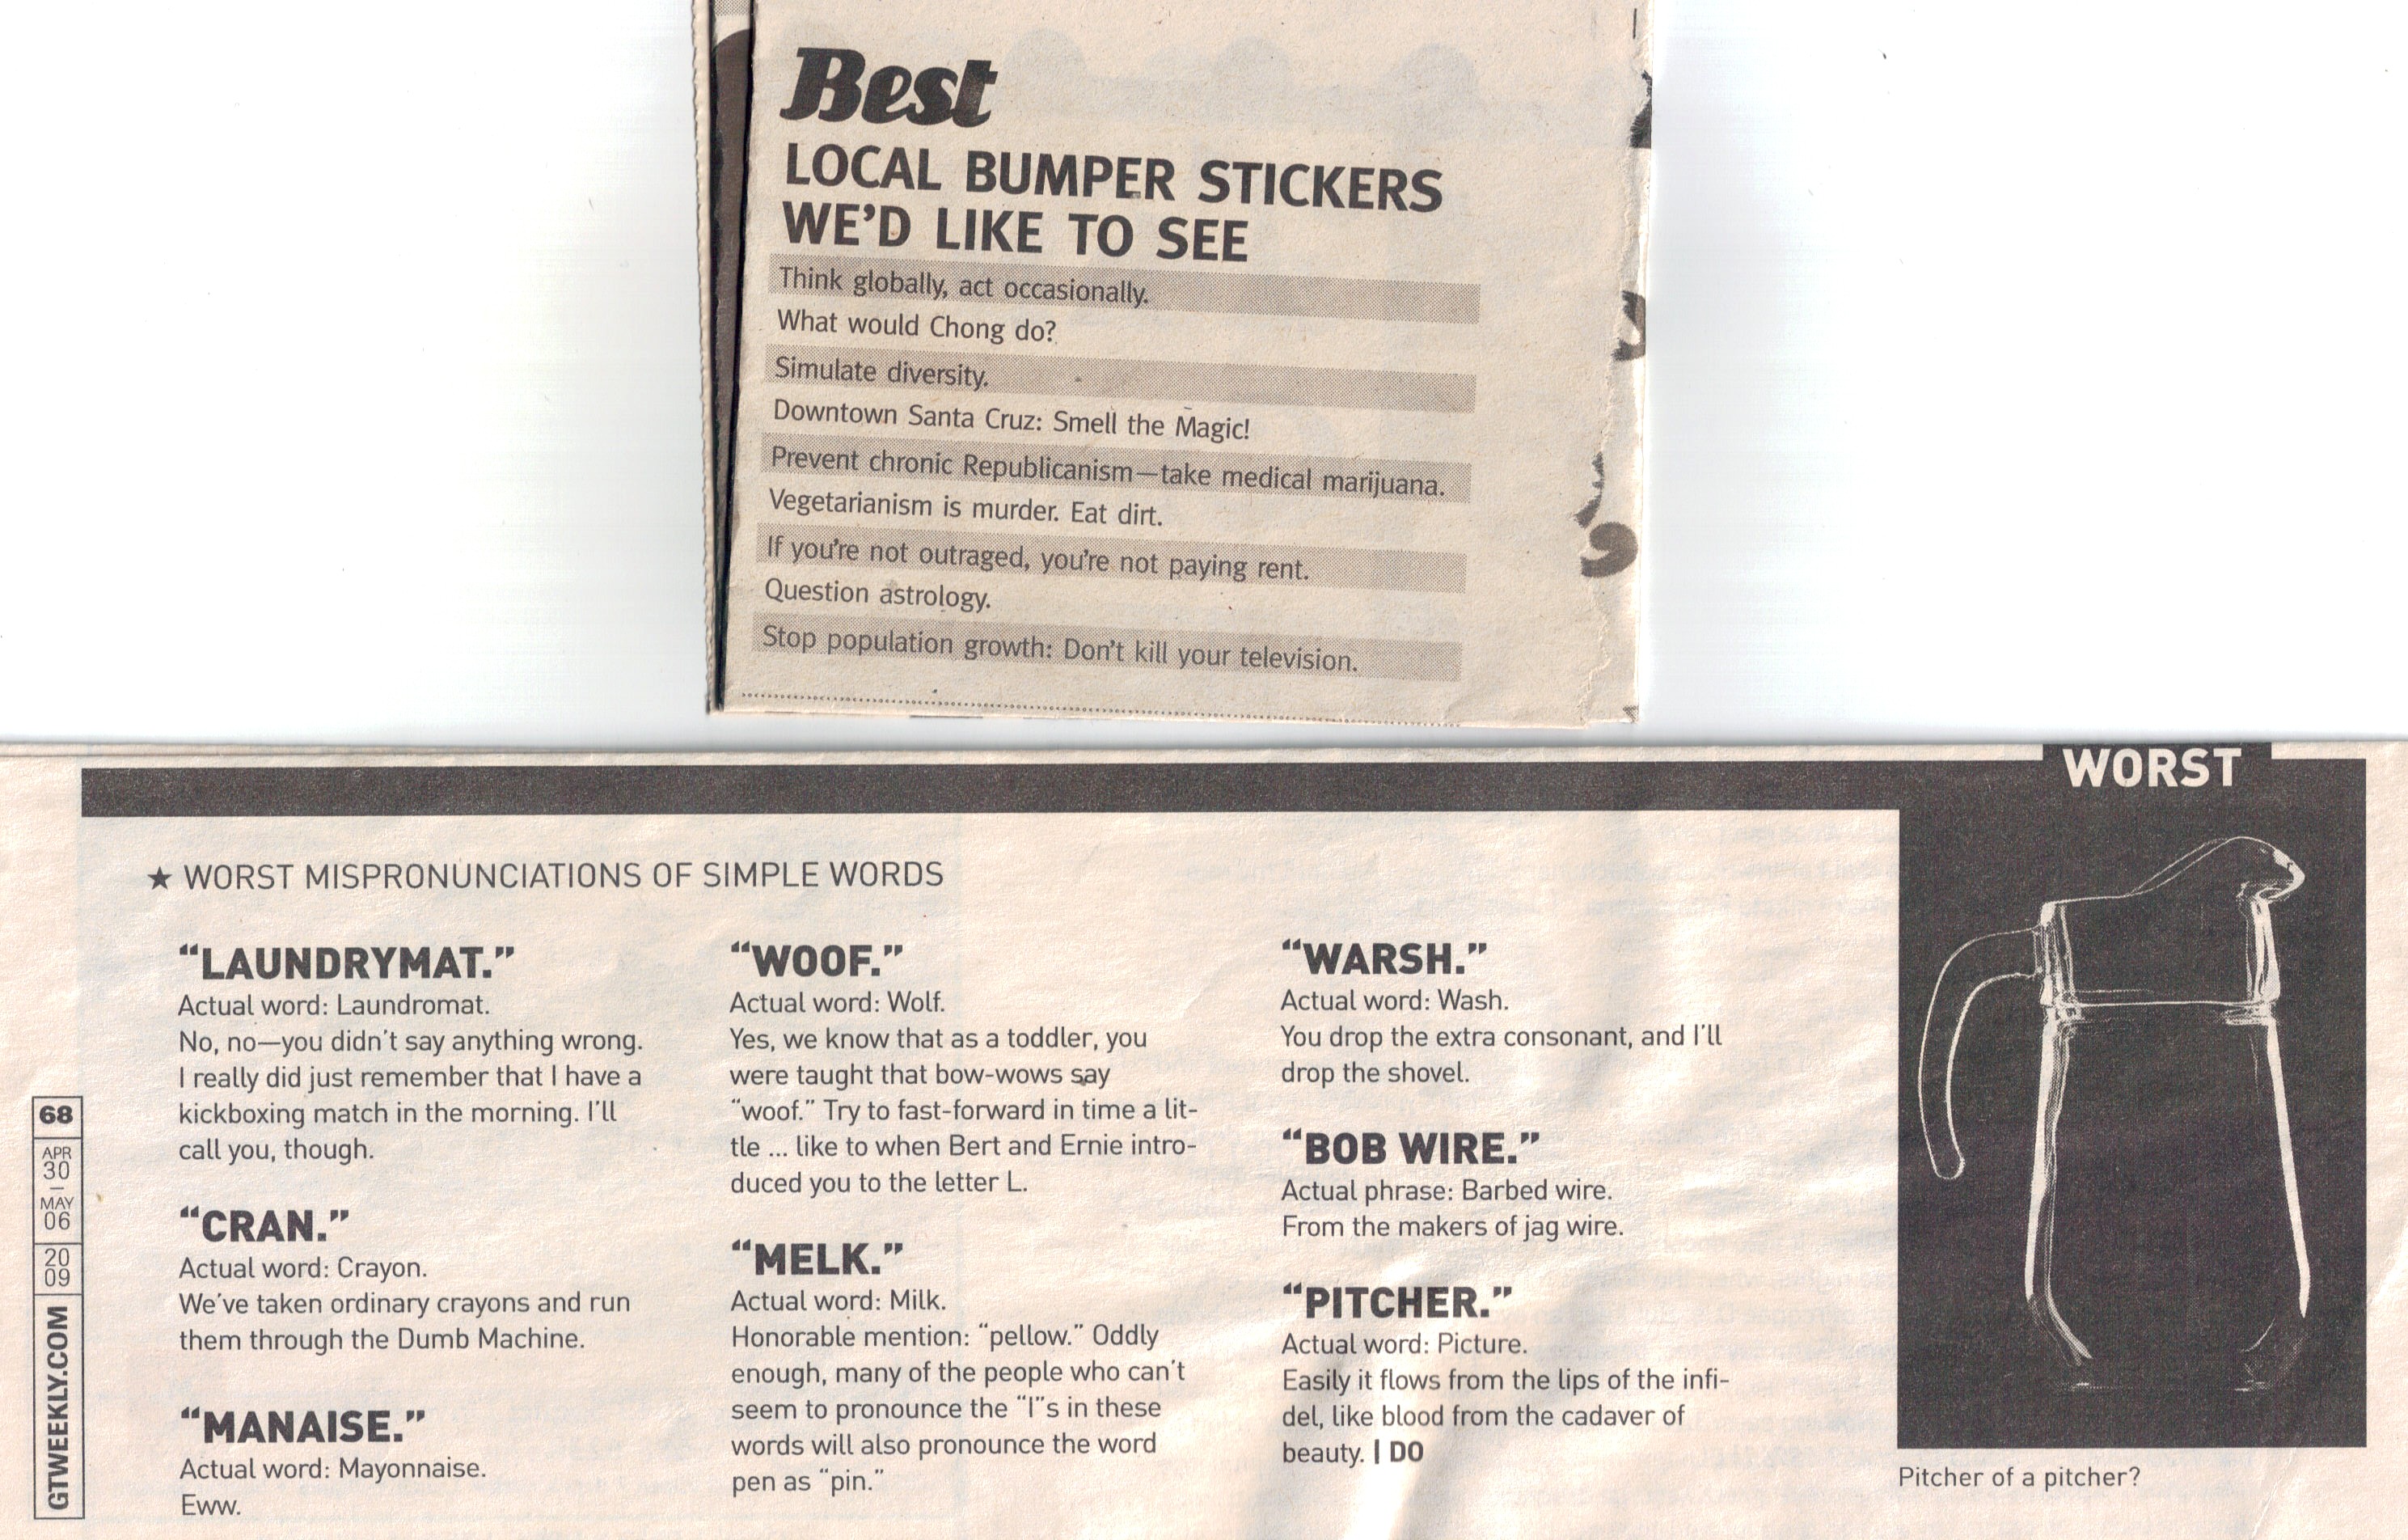 Best
LOCAL BUMPER STICKERS
WE'D LIKE TO SEE
Think globally, act occasionally.
What would Chong do?
Simulate diversity.
Downtown Santa Cruz: Smell the Magic!
Prevent chronic Republicanism—take medical marijuana.
Vegetarianism is murder. Eat dirt.
If you're not outraged, you're not paying rent.
Question astrology.
Stop population growth: Don't kill your television.
WORST
★ WORST MISPRONUNCIATIONS OF SIMPLE WORDS
“LAUNDRYMAT.”
Actual word: Laundromat.
No, no—you didn't say anything wrong.
I really did just remember that I have a
kickboxing match in the morning. I'll
call you, though.
“CRAN.”
Actual word: Crayon.
We've taken ordinary crayons and run
them through the Dumb Machine.
“MANAISE.”
Actual word: Mayonnaise.
Eww.
“WOOF.”
Actual word: Wolf.
Yes, we know that as a toddler, you
were taught that bow-wows say
“woof.” Try to fast-forward in time a lit-
tle ... like to when Bert and Ernie intro-
duced you to the letter L.
“MELK.”
Actual word: Milk.
Honorable mention: “pellow.” Oddly
enough, many of the people who can't
seem to pronounce the “I”s in these
words will also pronounce the word
pen as “pin.”
“WARSH.”
Actual word: Wash.
You drop the extra consonant, and I'll
drop the shovel.
“BOB WIRE.”
Actual phrase: Barbed wire.
From the makers of jag wire.
“PITCHER.”
Actual word: Picture.
Easily it flows from the lips of the infi-
del, like blood from the cadaver of
beauty. | DO
Pitcher of a pitcher?
68
APR
30
—
MAY
06
20
09
GTWEEKLY.COM